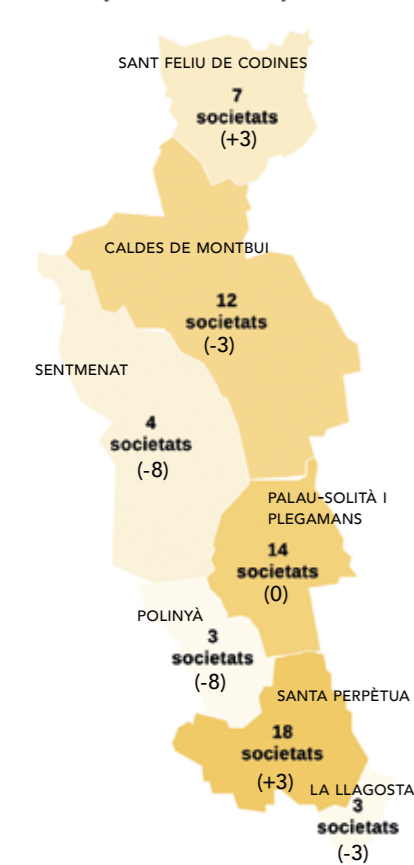 SANT FELIU DE CODINES
7
societats
(+3)
CALDES DE MONTBUI
12
societats
(-3)
SENTMENAT
4
societats
(-8)
PALAU-SOLITÀ I
PLEGAMANS
14
societats
(0)
POLINYÀ
3
societats
(-8)
SANTA PERPÈTUA
18
societats
(+3)
LA LLAGOSTA
3
societats
(-3)